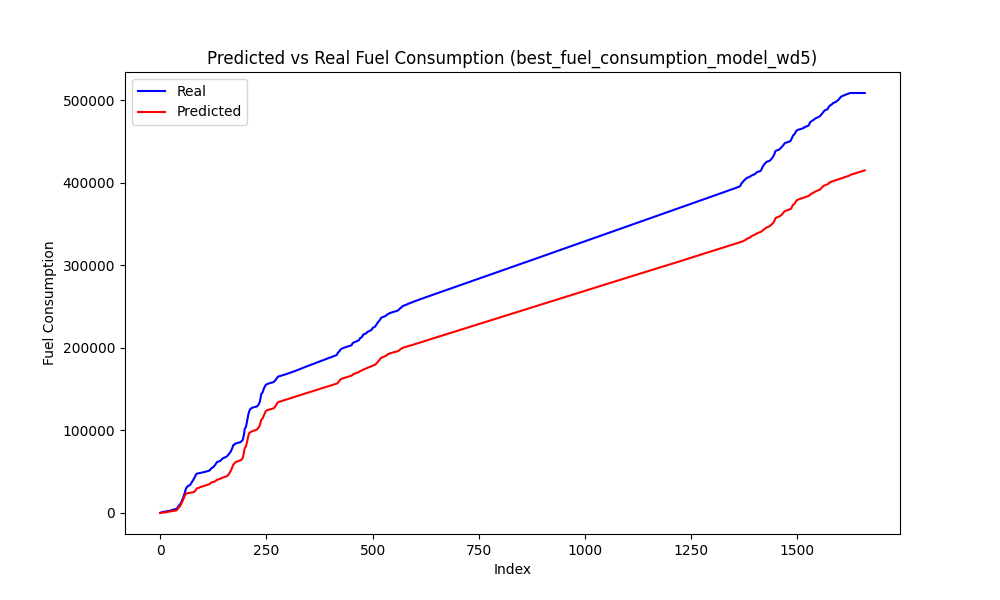 Predicted vs Real Fuel Consumption (best_fuel_consumption_model_wd5)
Real
Predicted
500000
400000
300000
200000
100000
0
Fuel Consumption
0 250 500 750 1000 1250 1500
Index